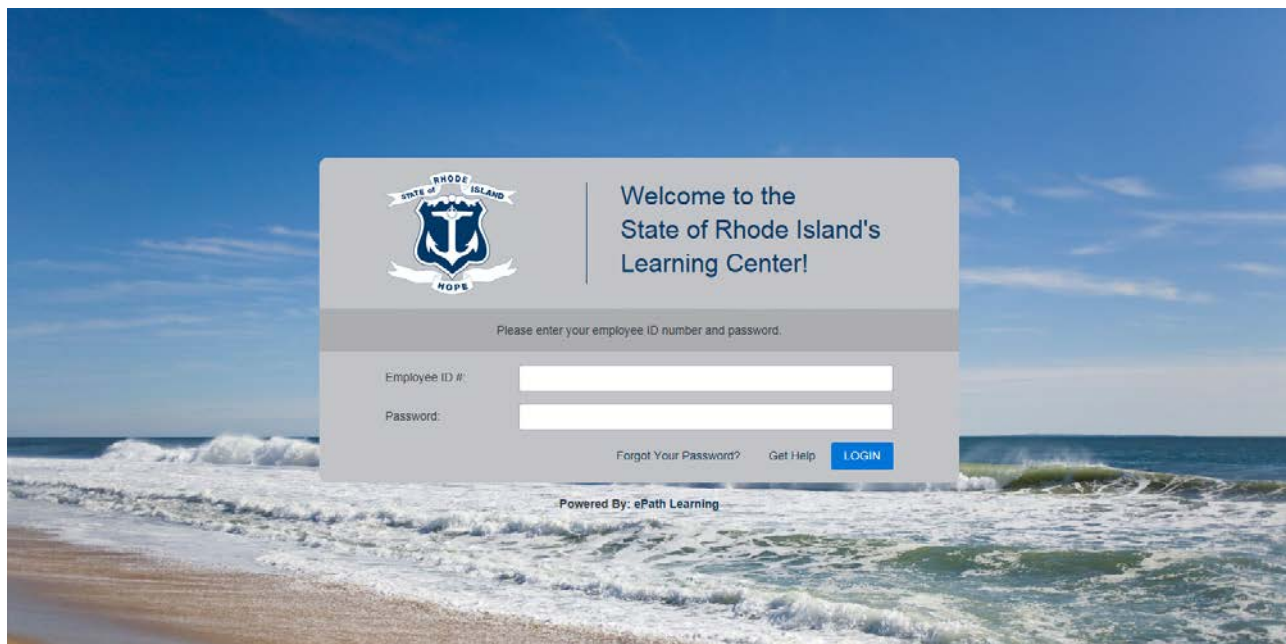 STATE of RHODE ISLAND
HOPE
Welcome to the
State of Rhode Island's
Learning Center!
Please enter your employee ID number and password.
Employee ID #:
Password:
Forgot Your Password? Get Help LOGIN
Powered By: ePath Learning